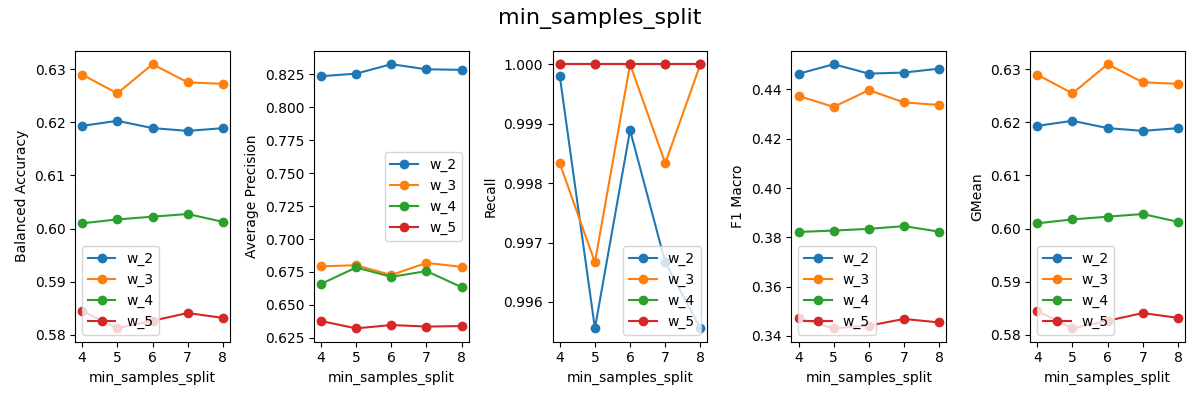 min_samples_split
Balanced Accuracy
0.63
0.62
0.61
0.60
0.59
0.58
w_2
w_3
w_4
w_5
4 5 6 7 8
min_samples_split
Average Precision
0.825
0.800
0.775
0.750
0.725
0.700
0.675
0.650
0.625
w_2
w_3
w_4
w_5
4 5 6 7 8
min_samples_split
Recall
1.000
0.999
0.998
0.997
0.996
w_2
w_3
w_4
w_5
4 5 6 7 8
min_samples_split
F1 Macro
0.44
0.42
0.40
0.38
0.36
0.34
w_2
w_3
w_4
w_5
4 5 6 7 8
min_samples_split
GMean
0.63
0.62
0.61
0.60
0.59
0.58
w_2
w_3
w_4
w_5
4 5 6 7 8
min_samples_split